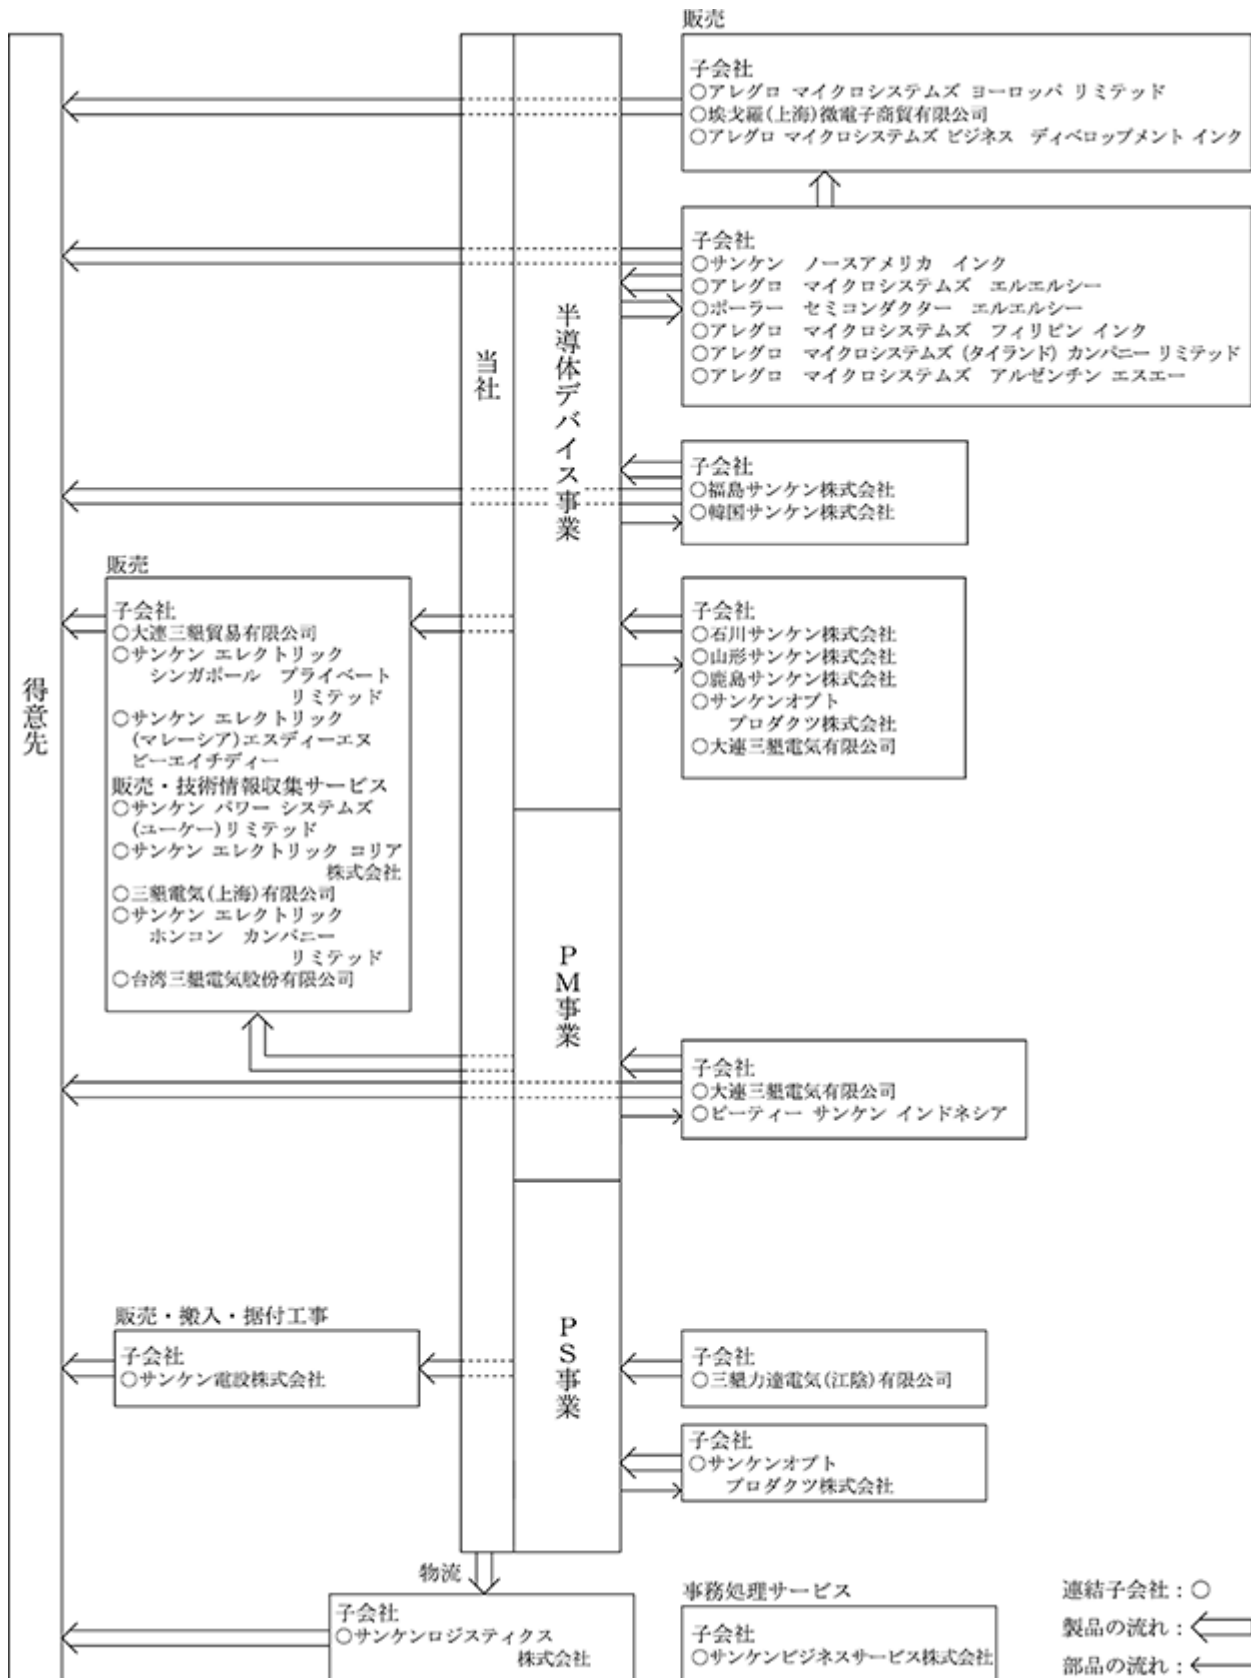 販売
子会社
○アレグロ マイクロシステムズ ヨーロッパ リミテッド
○埃戈羅(上海)微電子商貿有限公司
○アレグロ マイクロシステムズ ビジネス ディベロップメント インク
子会社
○サンケン ノースアメリカ インク
○アレグロ マイクロシステムズ エルエルシー
○ポーラー セミコンダクター エルエルシー
○アレグロ マイクロシステムズ フィリピン インク
○アレグロ マイクロシステムズ (タイランド) カンパニー リミテッド
○アレグロ マイクロシステムズ アルゼンチン エスエー
当社
半導体デバイス事業
子会社
○福島サンケン株式会社
○韓国サンケン株式会社
販売
子会社
○大連三墾貿易有限公司
○サンケン エレクトリック
シンガポール プライベート
リミテッド
○サンケン エレクトリック
(マレーシア)エスディーエヌ
ビーエイチディー
販売・技術情報収集サービス
○サンケン パワー システムズ
(ユーケー)リミテッド
○サンケン エレクトリック コリア
株式会社
○三墾電気(上海)有限公司
○サンケン エレクトリック
ホンコン カンパニー
リミテッド
○台湾三墾電気股份有限公司
子会社
○石川サンケン株式会社
○山形サンケン株式会社
○鹿島サンケン株式会社
○サンケンオプト
プロダクツ株式会社
○大連三墾電気有限公司
得意先
PM事業
子会社
○大連三墾電気有限公司
○ピーティー サンケン インドネシア
販売・搬入・据付工事
子会社
○サンケン電設株式会社
PS事業
子会社
○三墾力達電気(江陰)有限公司
子会社
○サンケンオプト
プロダクツ株式会社
物流
子会社
○サンケンロジスティクス
株式会社
事務処理サービス
子会社
○サンケンビジネスサービス株式会社
連結子会社:○
製品の流れ:
部品の流れ: